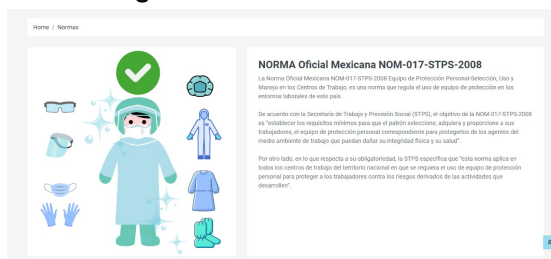 Home / Normas
NORMA Oficial Mexicana NOM-017-STPS-2008
La Norma Oficial Mexicana NOM-017-STPS-2008 Equipo de Protección Personal-Selección, Uso y
Manejo en los Centros de Trabajo, es una norma que regula el uso de equipo de protección en los
entornos laborales de este país.
De acuerdo con la Secretaría de Trabajo y Previsión Social (STPS), el objetivo de la NOM-017-STPS-2008
es "establecer los requisitos mínimos para que el patrón seleccione, adquiera y proporcione a sus
trabajadores, el equipo de protección personal correspondiente para protegerlos de los agentes del
medio ambiente de trabajo que puedan dañar su integridad física y su salud".
Por otro lado, en lo que respecta a su obligatoriedad, la STPS especifica que "esta norma aplica en
todos los centros de trabajo del territorio nacional en que se requiera el uso de equipo de protección
personal para proteger a los trabajadores contra los riesgos derivados de las actividades que
desarrollen".